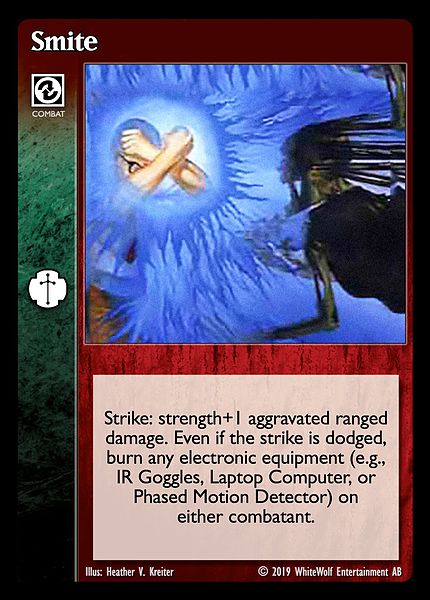 Smite
COMBAT
Strike: strength+1 aggravated ranged
damage. Even if the strike is dodged,
burn any electronic equipment (e.g.,
IR Goggles, Laptop Computer, or
Phased Motion Detector) on
either combatant.
Illus: Heather V. Kreiter
© 2019 WhiteWolf Entertainment AB